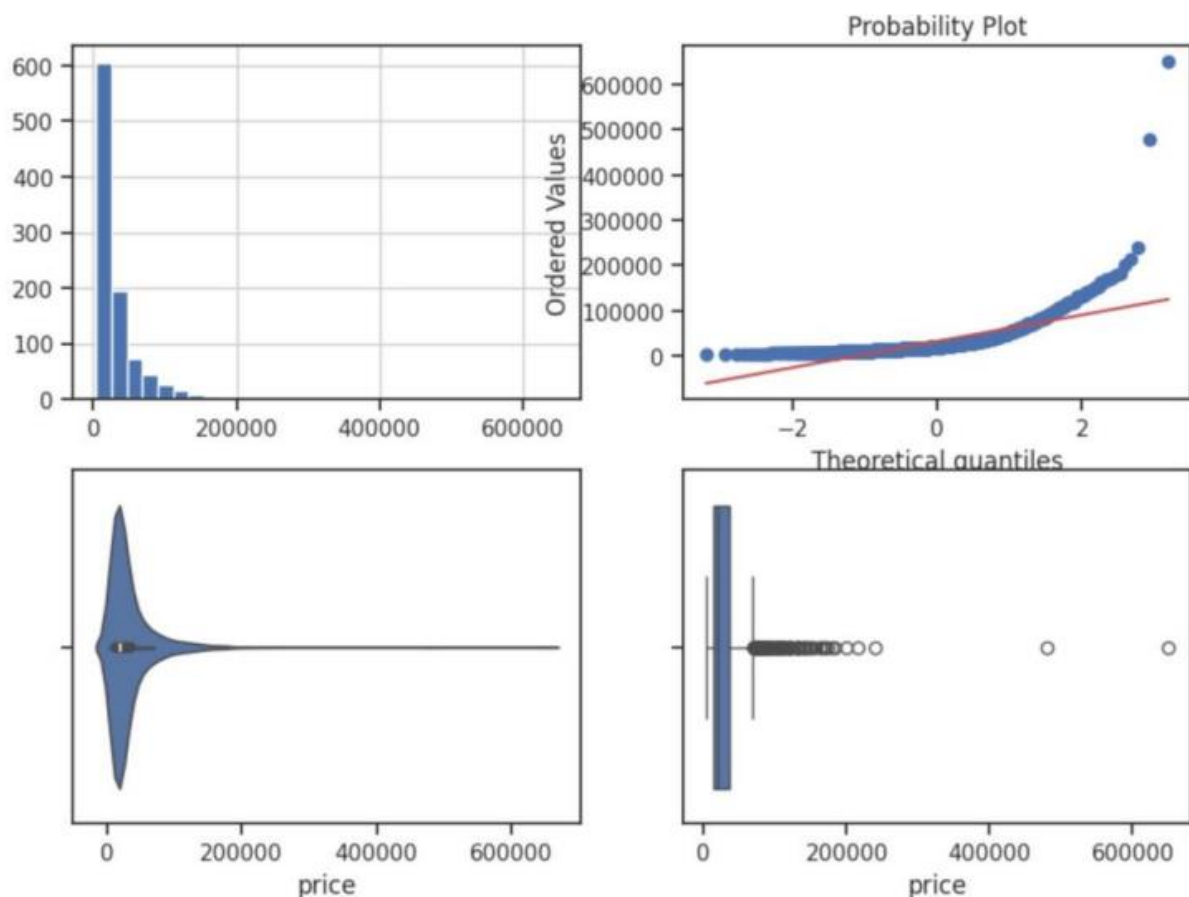 Probability Plot
600
500
400
300
200
100
0
0 200000 400000 600000
Ordered Values
600000
500000
400000
300000
200000
100000
0
−2 0 2
Theoretical quantiles
0 200000 400000 600000
price
0 200000 400000 600000
price